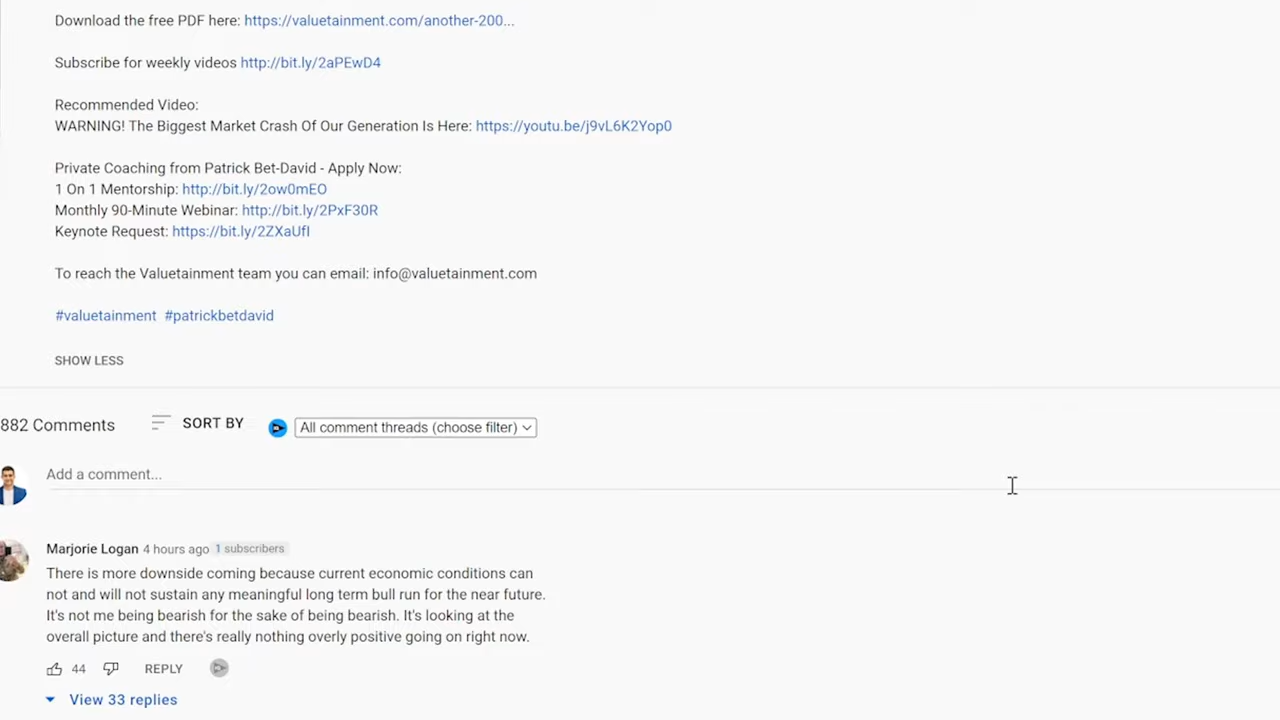 Download the free PDF here: https://valuetainment.com/another-200...
Subscribe for weekly videos http://bit.ly/2aPEwD4
Recommended Video:
WARNING! The Biggest Market Crash Of Our Generation Is Here: https://youtu.be/j9vL6K2Yop0
Private Coaching from Patrick Bet-David - Apply Now:
1 On 1 Mentorship: http://bit.ly/2ow0mEO
Monthly 90-Minute Webinar: http://bit.ly/2PxF30R
Keynote Request: https://bit.ly/2ZXaUfI
To reach the Valuetainment team you can email: info@valuetainment.com
#valuetainment #patrickbetdavid
SHOW LESS
882 Comments SORT BY All comment threads (choose filter)
Add a comment...
Marjorie Logan 4 hours ago 1 subscribers
There is more downside coming because current economic conditions can
not and will not sustain any meaningful long term bull run for the near future.
It's not me being bearish for the sake of being bearish. It's looking at the
overall picture and there's really nothing overly positive going on right now.
44 REPLY
View 33 replies